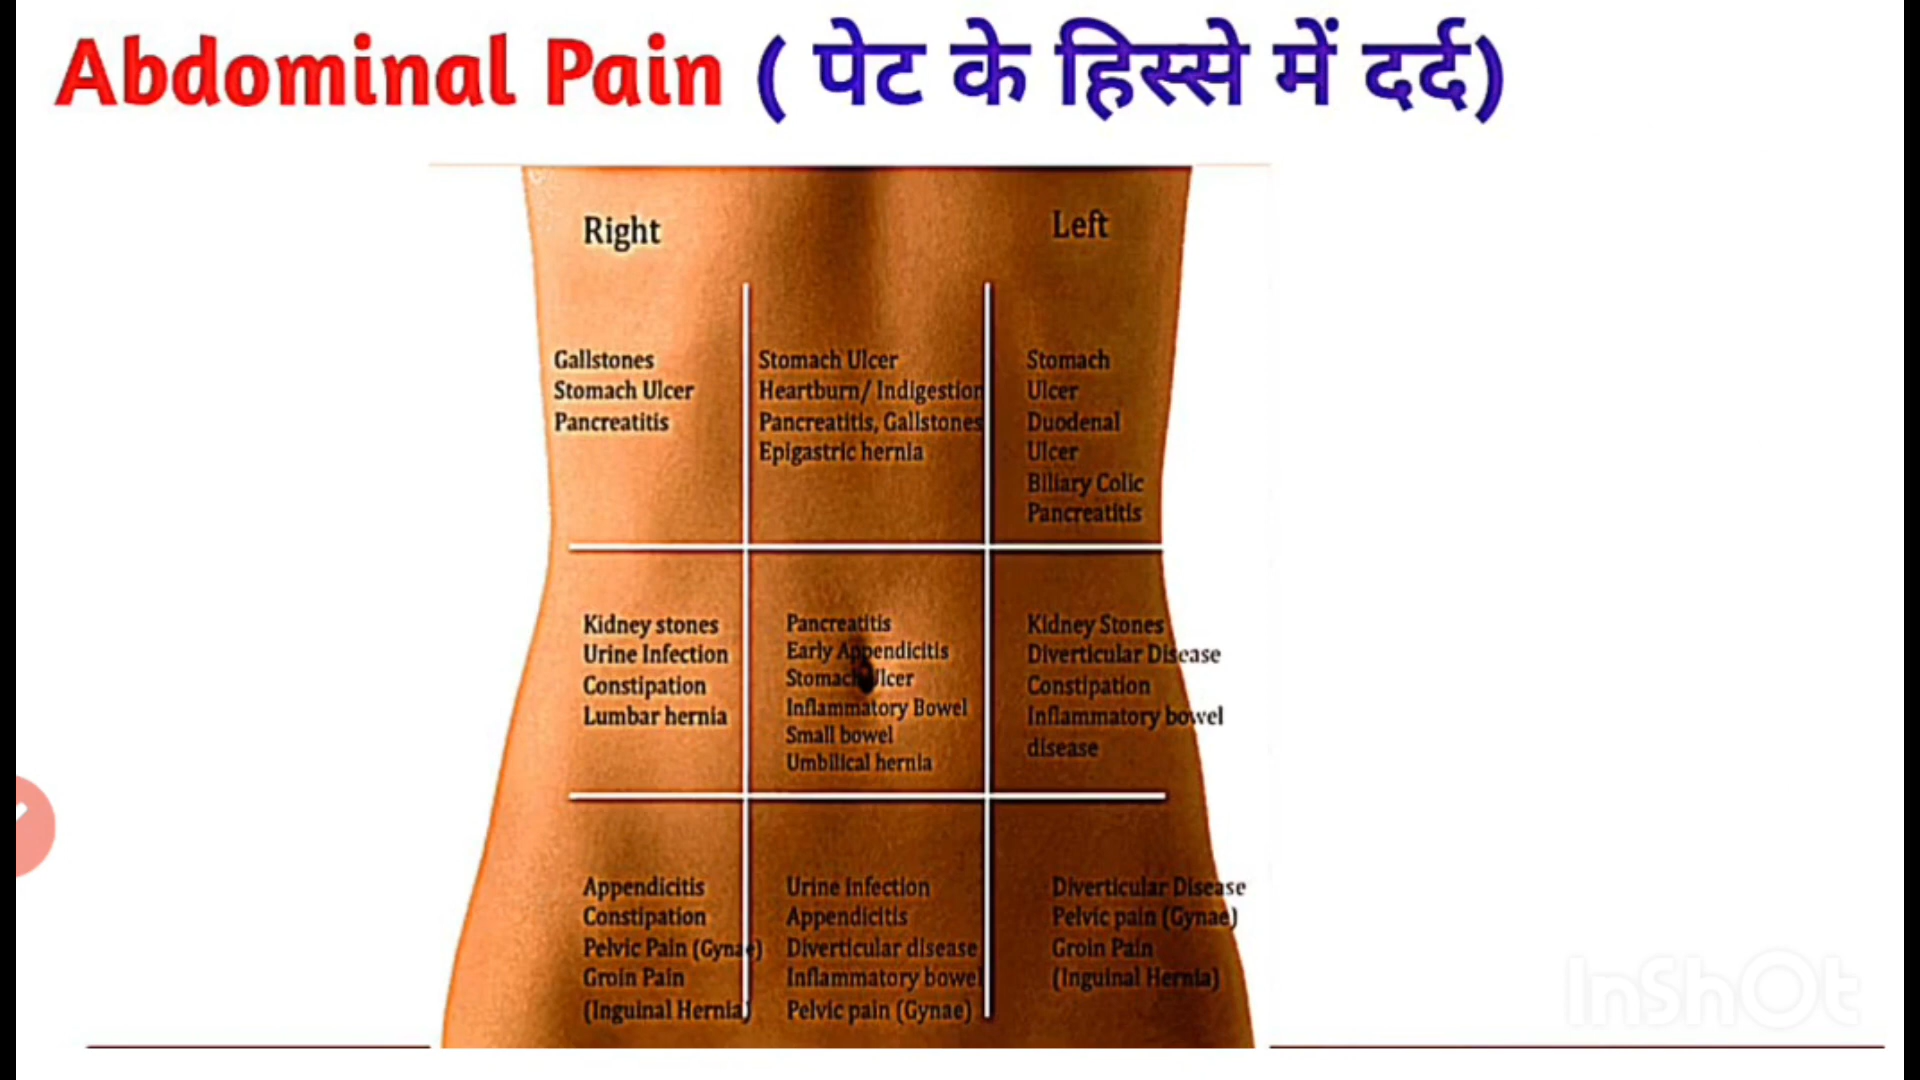 Abdominal Pain ( पेट के हिस्से में दर्द)
Right
Left
Gallstones
Stomach Ulcer
Pancreatitis
Stomach Ulcer
Heartburn/ Indigestion
Pancreatitis, Gallstones
Epigastric hernia
Stomach
Ulcer
Duodenal
Ulcer
Biliary Colic
Pancreatitis
Kidney stones
Urine Infection
Constipation
Lumbar hernia
Pancreatitis
Early Appendicitis
Stomach Ulcer
Inflammatory Bowel
Small bowel
Umbilical hernia
Kidney Stones
Diverticular Disease
Constipation
Inflammatory bowel
disease
Appendicitis
Constipation
Pelvic Pain (Gynae)
Groin Pain
(Inguinal Hernia)
Urine Infection
Appendicitis
Diverticular disease
Inflammatory bowel
Pelvic pain (Gynae)
Diverticular Disease
Pelvic pain (Gynae)
Groin Pain
(Inguinal Hernia)
InShOt